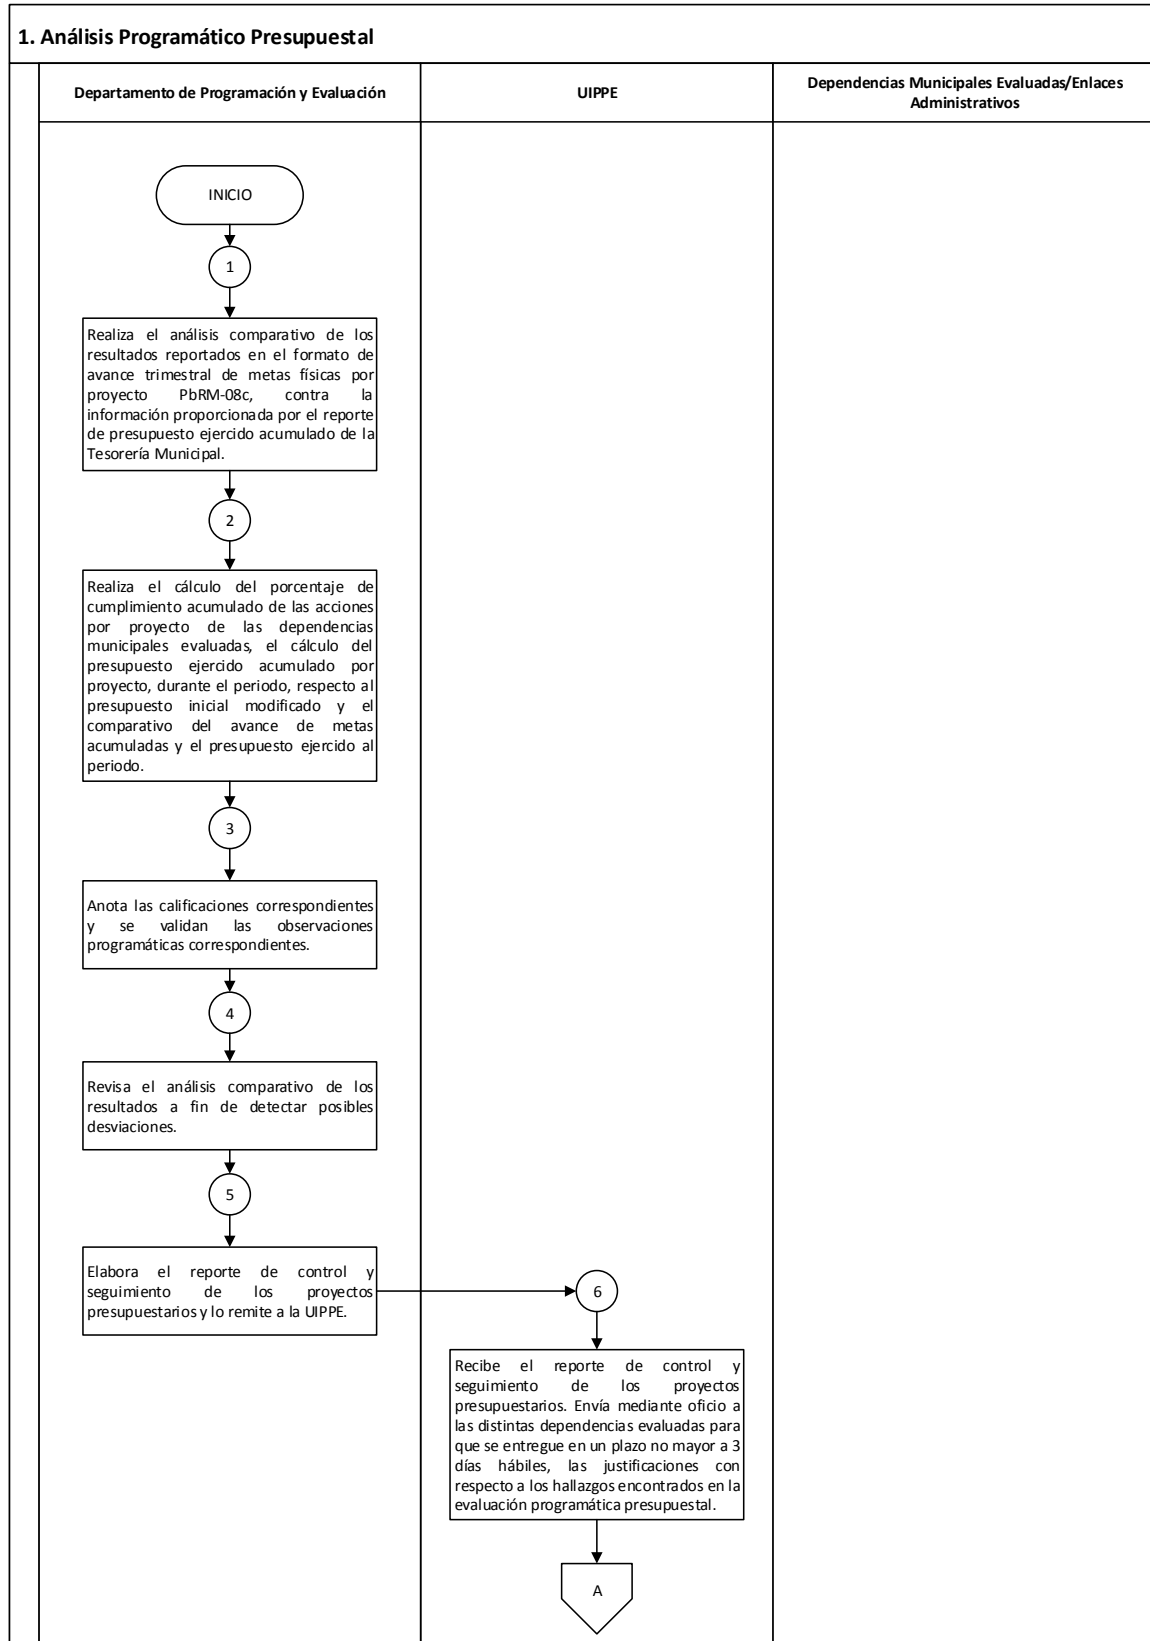 1. Análisis Programático Presupuestal
Departamento de Programación y Evaluación
UIPPE
Dependencias Municipales Evaluadas/Enlaces
Administrativos
INICIO
1
Realiza el análisis comparativo de los
resultados reportados en el formato de
avance trimestral de metas físicas por
proyecto PbRM-08c, contra la
información proporcionada por el reporte
de presupuesto ejercido acumulado de la
Tesorería Municipal.
2
Realiza el cálculo del porcentaje de
cumplimiento acumulado de las acciones
por proyecto de las dependencias
municipales evaluadas, el cálculo del
presupuesto ejercido acumulado por
proyecto, durante el periodo, respecto al
presupuesto inicial modificado y el
comparativo del avance de metas
acumuladas y el presupuesto ejercido al
periodo.
3
Anota las calificaciones correspondientes
y se validan las observaciones
programáticas correspondientes.
4
Revisa el análisis comparativo de los
resultados a fin de detectar posibles
desviaciones.
5
Elabora el reporte de control y
seguimiento de los proyectos
presupuestarios y lo remite a la UIPPE.
6
Recibe el reporte de control y
seguimiento de los proyectos
presupuestarios. Envía mediante oficio a
las distintas dependencias evaluadas para
que se entregue en un plazo no mayor a 3
días hábiles, las justificaciones con
respecto a los hallazgos encontrados en la
evaluación programática presupuestal.
A